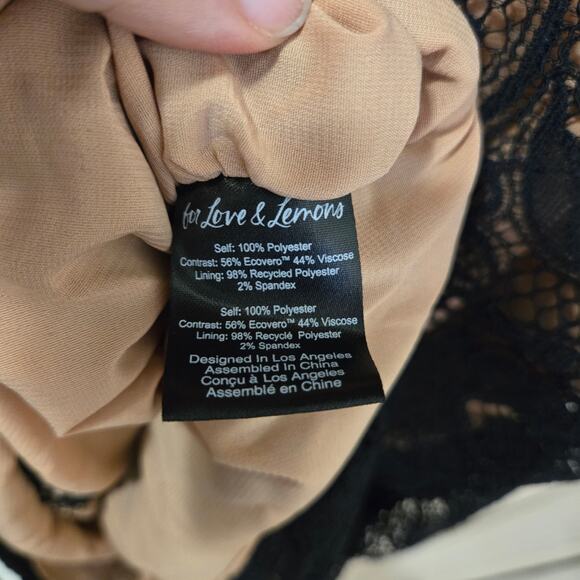 for Love & Lemons
Self: 100% Polyester
Contrast: 56% Ecovero™ 44% Viscose
Lining: 98% Recycled Polyester
2% Spandex
Self: 100% Polyester
Contrast: 56% Ecovero™ 44% Viscose
Lining: 98% Recyclé Polyester
2% Spandex
Designed In Los Angeles
Assembled In China
Conçu à Los Angeles
Assemblé en Chine